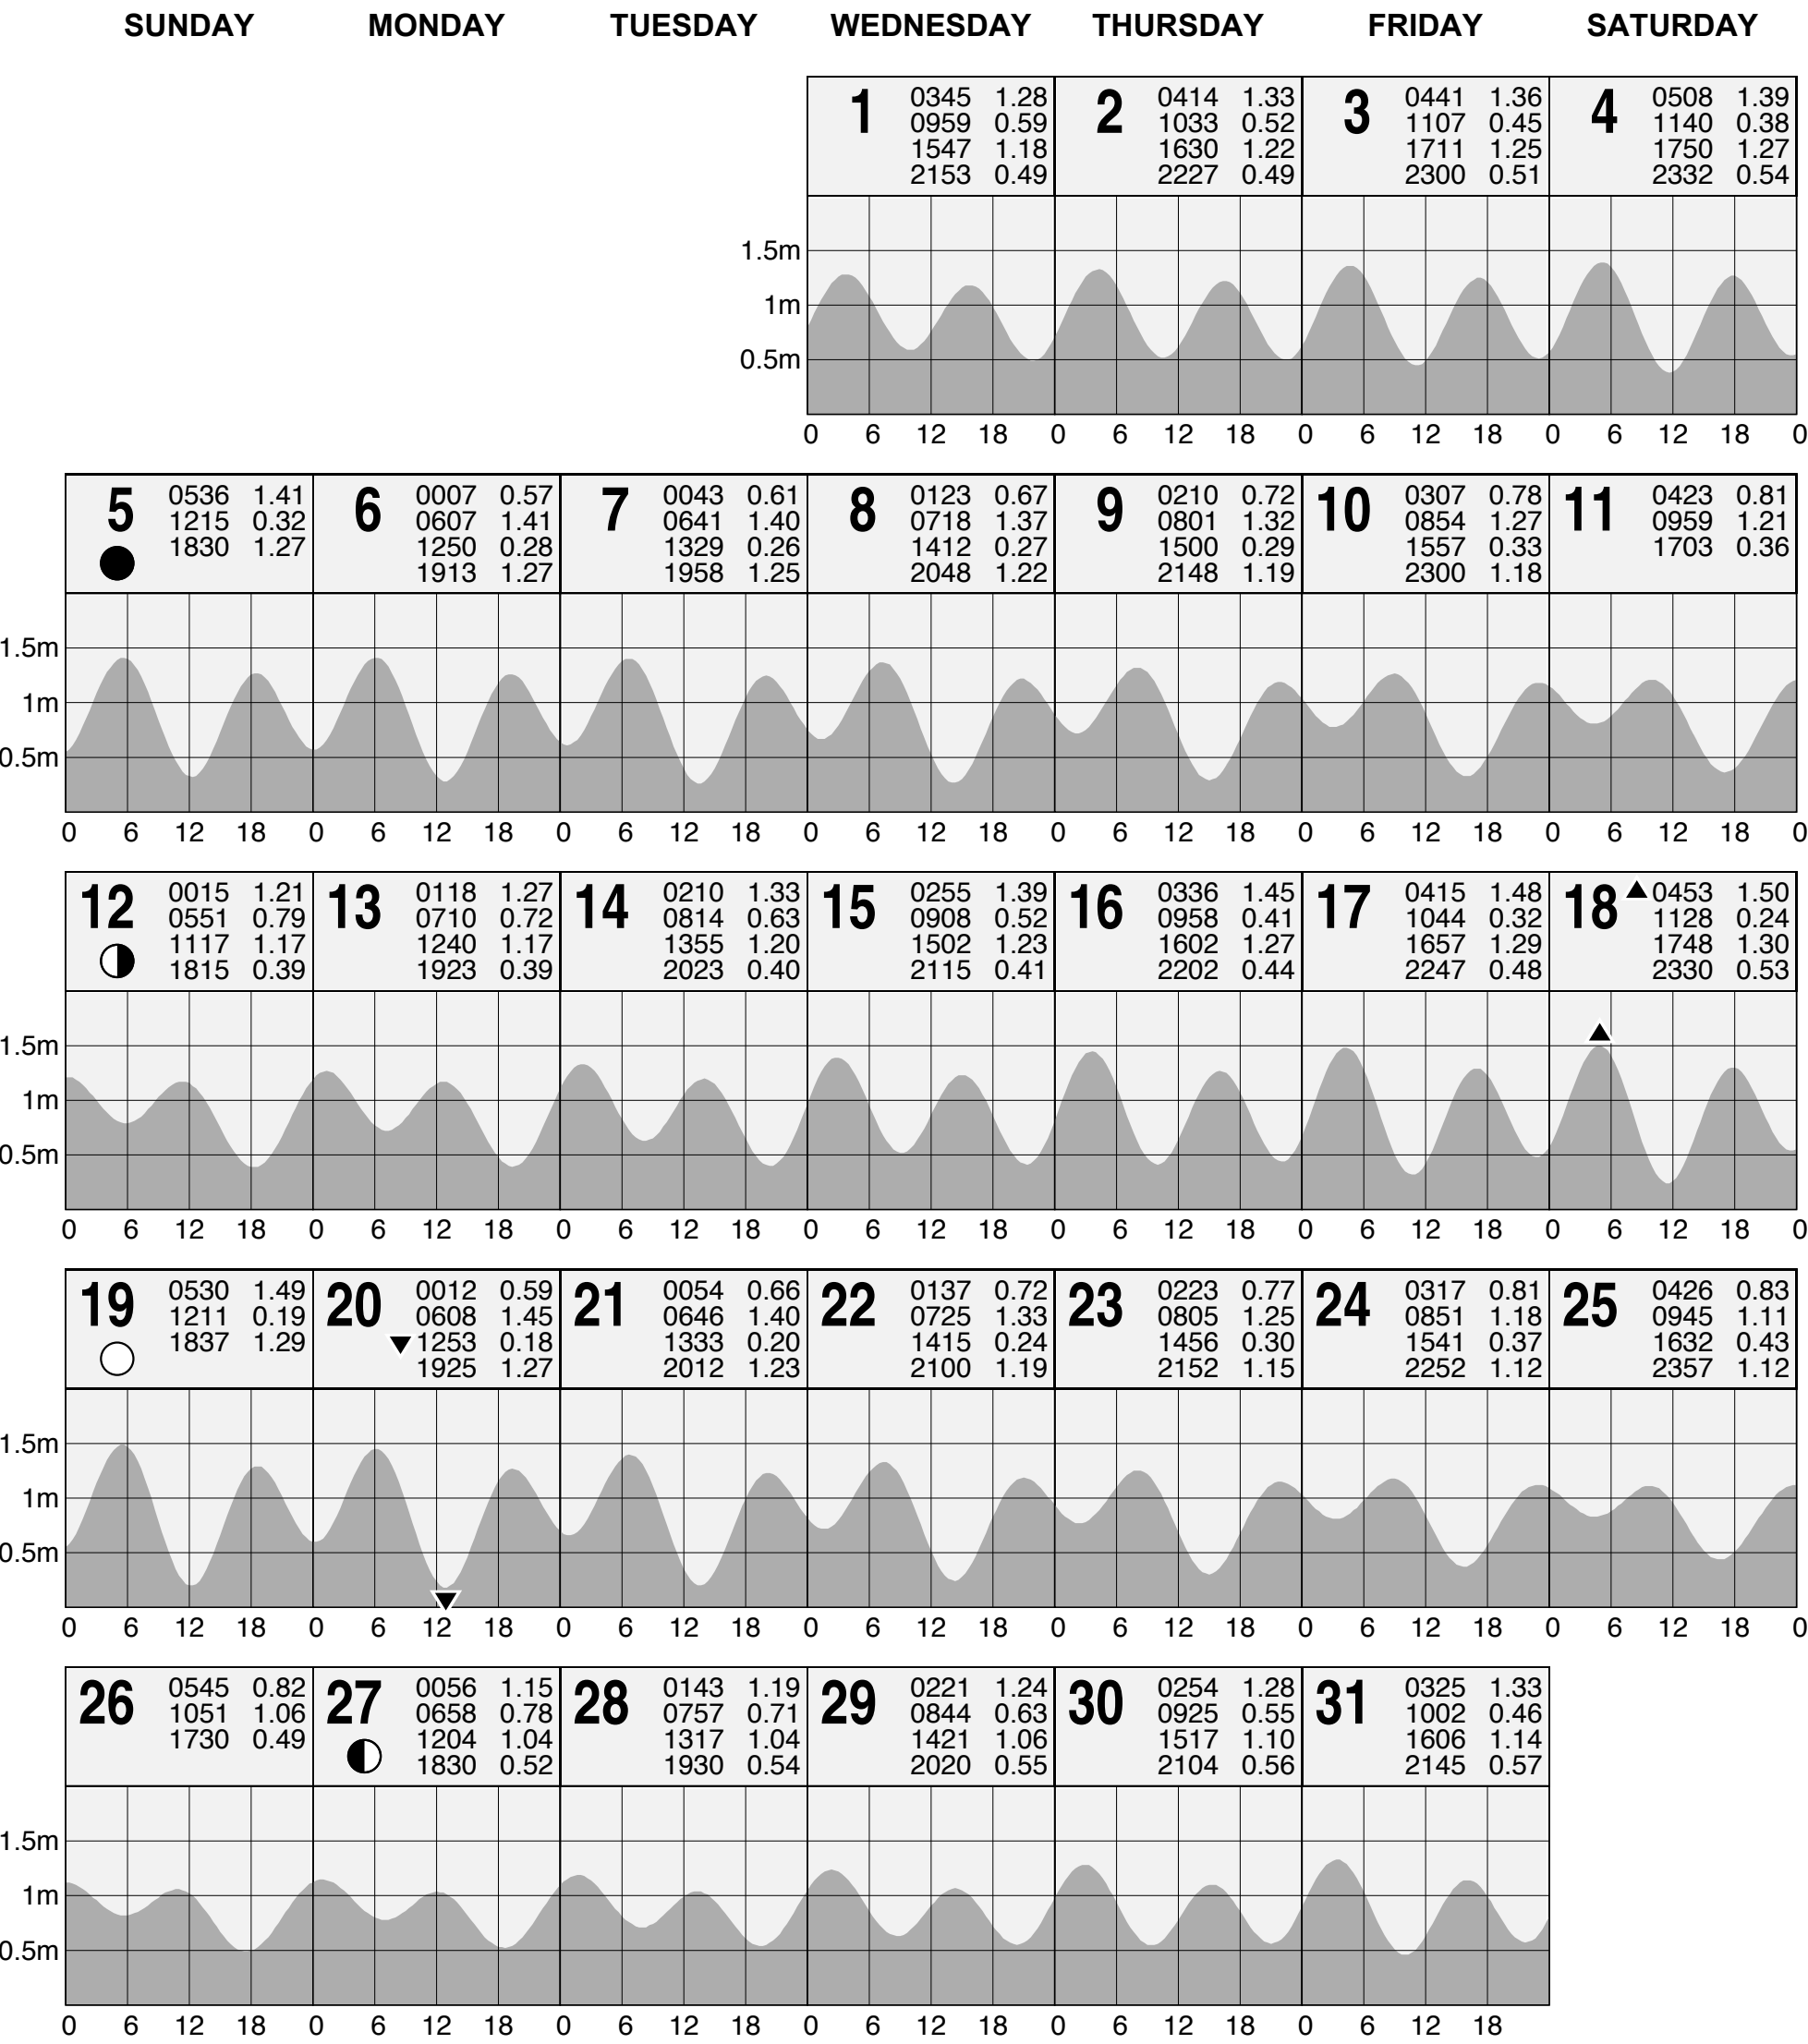 SUNDAY MONDAY TUESDAY WEDNESDAY THURSDAY FRIDAY SATURDAY
1 0345 1.28 2 0414 1.33 3 0441 1.36 4 0508 1.39
0959 0.59 1033 0.52 1107 0.45 1140 0.38
1547 1.18 1630 1.22 1711 1.25 1750 1.27
2153 0.49 2227 0.49 2300 0.51 2332 0.54
1.5m
1m
0.5m
0 6 12 18 0 6 12 18 0 6 12 18 0 6 12 18 0
5 0536 1.41 6 0007 0.57 7 0043 0.61 8 0123 0.67 9 0210 0.72 10 0307 0.78 11 0423 0.81
1215 0.32 0607 1.41 0641 1.40 0718 1.37 0801 1.32 0854 1.27 0959 1.21
1830 1.27 1250 0.28 1329 0.26 1412 0.27 1500 0.29 1557 0.33 1703 0.36
1913 1.27 1958 1.25 2048 1.22 2148 1.19 2300 1.18
1.5m
1m
0.5m
0 6 12 18 0 6 12 18 0 6 12 18 0 6 12 18 0 6 12 18 0 6 12 18 0 6 12 18 0
12 0015 1.21 13 0118 1.27 14 0210 1.33 15 0255 1.39 16 0336 1.45 17 0415 1.48 18 0453 1.50
0551 0.79 0710 0.72 0814 0.63 0908 0.52 0958 0.41 1044 0.32 1128 0.24
1117 1.17 1240 1.17 1355 1.20 1502 1.23 1602 1.27 1657 1.29 1748 1.30
1815 0.39 1923 0.39 2023 0.40 2115 0.41 2202 0.44 2247 0.48 2330 0.53
1.5m
1m
0.5m
0 6 12 18 0 6 12 18 0 6 12 18 0 6 12 18 0 6 12 18 0 6 12 18 0 6 12 18 0
19 0530 1.49 20 0012 0.59 21 0054 0.66 22 0137 0.72 23 0223 0.77 24 0317 0.81 25 0426 0.83
1211 0.19 0608 1.45 0646 1.40 0725 1.33 0805 1.25 0851 1.18 0945 1.11
1837 1.29 1253 0.18 1333 0.20 1415 0.24 1456 0.30 1541 0.37 1632 0.43
1925 1.27 2012 1.23 2100 1.19 2152 1.15 2252 1.12 2357 1.12
1.5m
1m
0.5m
0 6 12 18 0 6 12 18 0 6 12 18 0 6 12 18 0 6 12 18 0 6 12 18 0 6 12 18 0
26 0545 0.82 27 0056 1.15 28 0143 1.19 29 0221 1.24 30 0254 1.28 31 0325 1.33
1051 1.06 0658 0.78 0757 0.71 0844 0.63 0925 0.55 1002 0.46
1730 0.49 1204 1.04 1317 1.04 1421 1.06 1517 1.10 1606 1.14
1830 0.52 1930 0.54 2020 0.55 2104 0.56 2145 0.57
1.5m
1m
0.5m
0 6 12 18 0 6 12 18 0 6 12 18 0 6 12 18 0 6 12 18 0 6 12 18